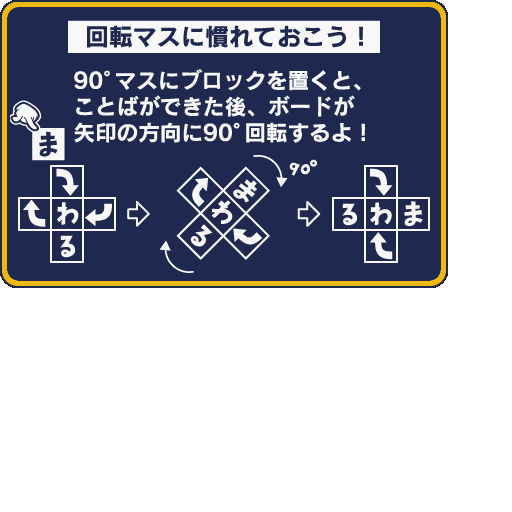 回転マスに慣れておこう！
90°マスにブロックを置くと、
ことばができた後、ボードが
矢印の方向に90°回転するよ！
ま
わ
る
90°
ま
わ
る
る わ ま